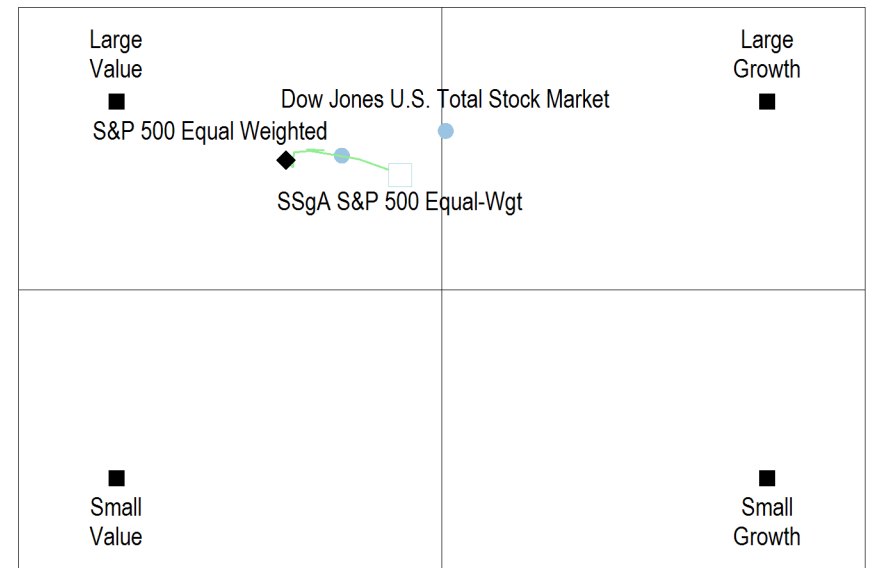 Large
Value
Large
Growth
Dow Jones U.S. Total Stock Market
S&P 500 Equal Weighted
SSgA S&P 500 Equal-Wgt
Small
Value
Small
Growth